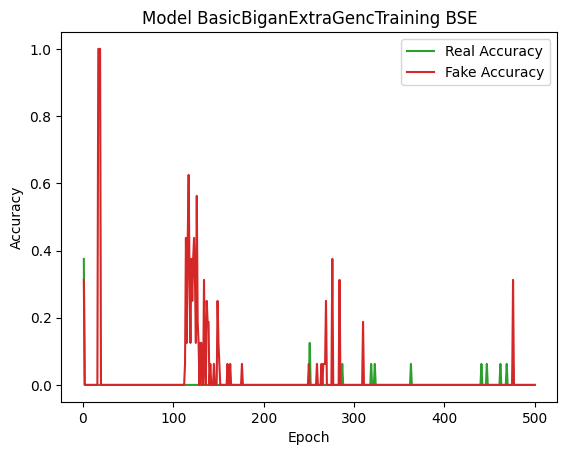 Model BasicBiganExtraGencTraining BSE
Real Accuracy
Fake Accuracy
Accuracy
1.0
0.8
0.6
0.4
0.2
0.0
0 100 200 300 400 500
Epoch